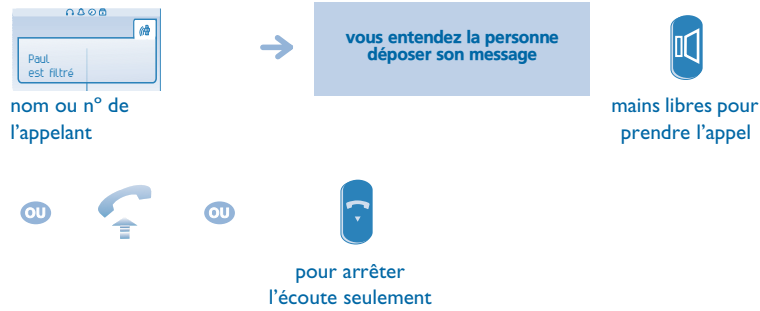 Paul
est filtré
nom ou nº de
l'appelant
vous entendez la personne
déposer son message
mains libres pour
prendre l'appel
OU
OU
pour arrêter
l'écoute seulement